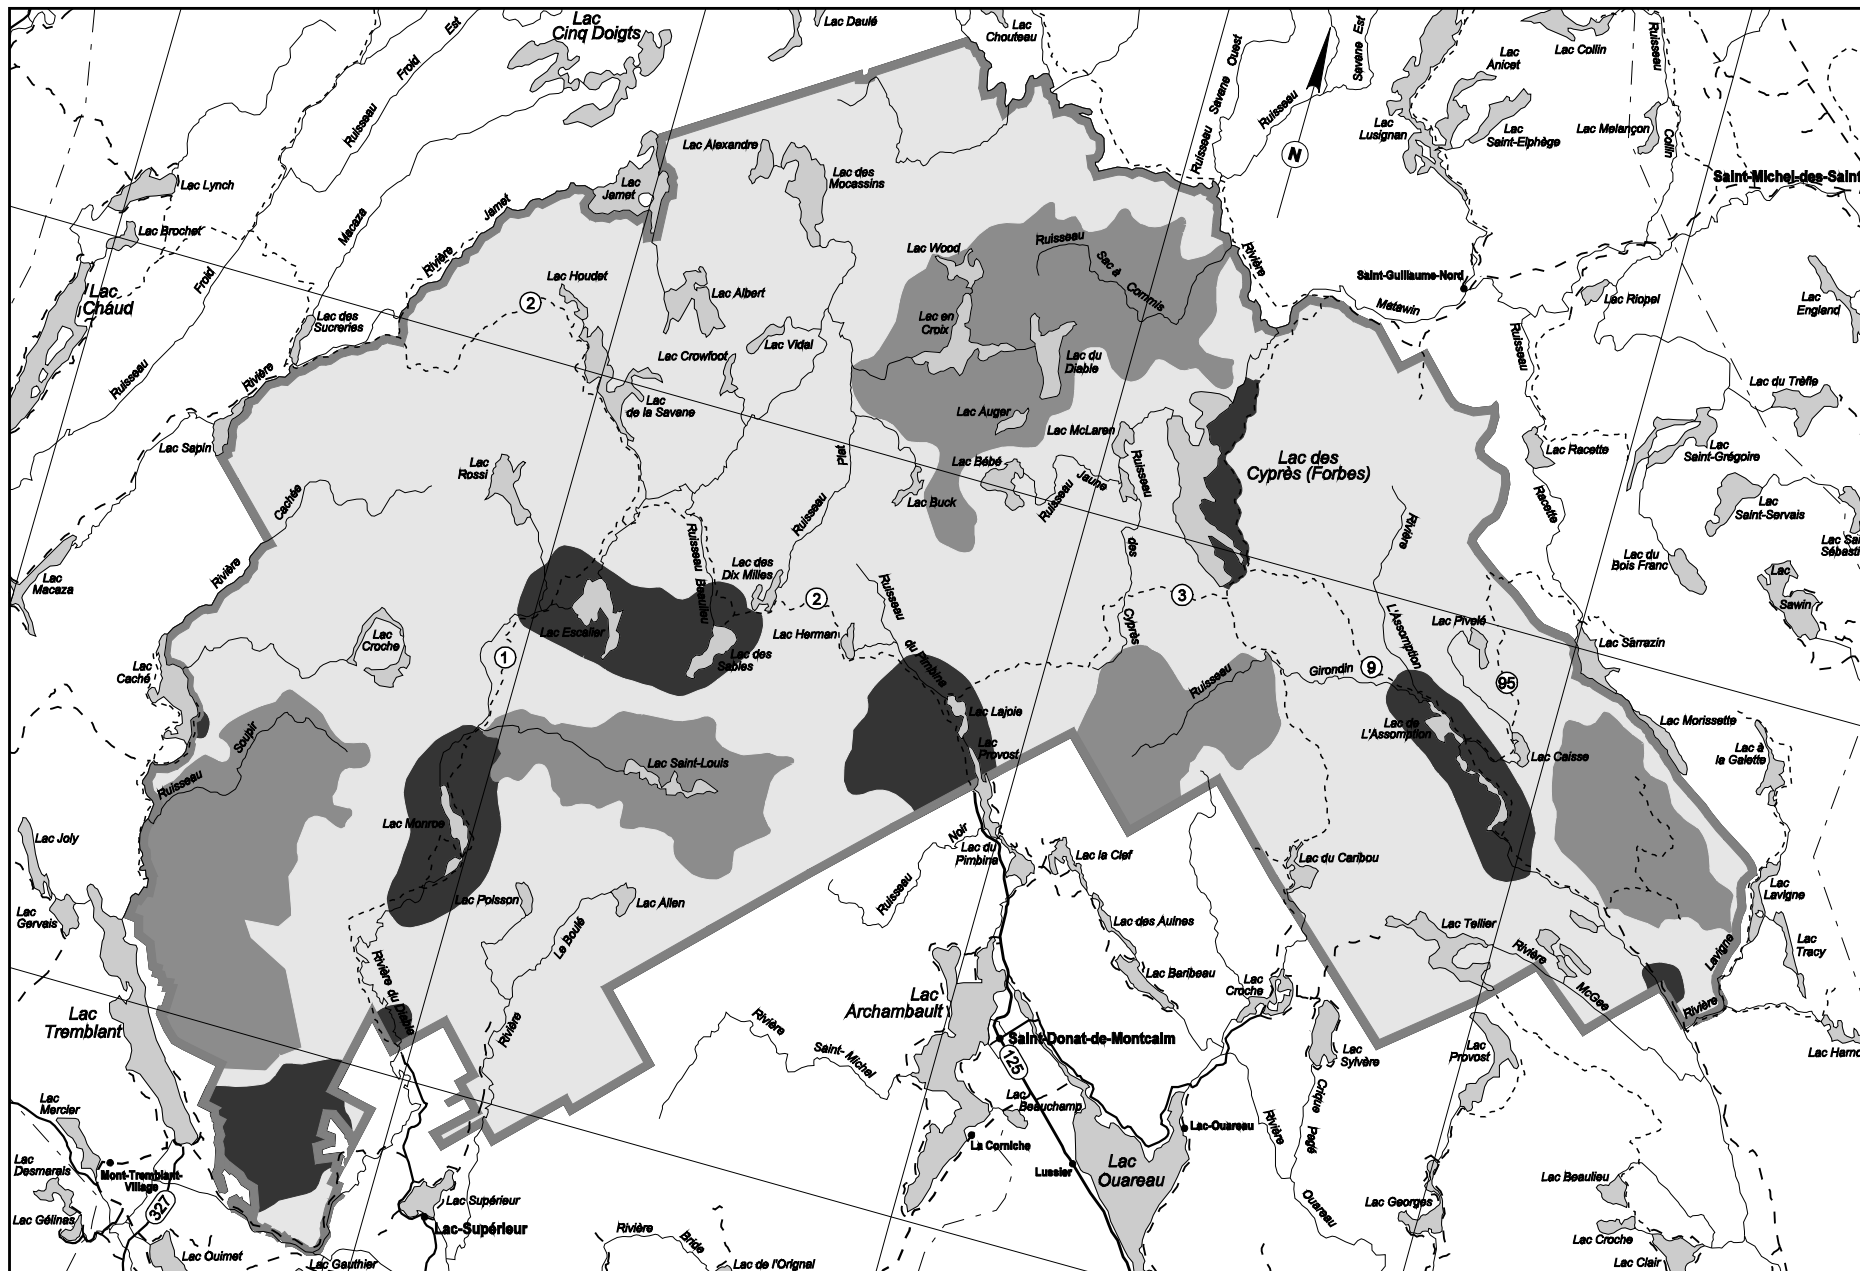 Lac
Cinq Doigts
Lac Daulé
Lac
Chouteau
Ruisseau Froid Est
Ruisseau Savane Ouest
Ruisseau Savane Est
Lac
Anicet
Lac Collin
Ruisseau Collin
Lac
Lusignan
Lac
Saint-Elphège
Lac Melançon
Saint-Michel-des-Saint
N
Lac Alexandre
Lac des
Mocassins
Lac
Jamet
Lac Lynch
Lac Brochet
Lac
Chaud
Rivière Jamet
Macaza
Ruisseau Froid
Lac des
Sucreries
Rivière
Lac Houdet
2
Lac Albert
Lac Wood
Ruisseau Sac à Commis
Lac en
Croix
Lac du
Diable
Rivière Matawin
Saint-Guillaume-Nord
Lac Riopel
Lac
England
Ruisseau Racette
Lac du Trèfle
Lac Crowfoot
Lac Vidal
Lac
de la Savane
Lac Auger
Lac McLaren
Lac Sapin
Lac
Rossi
Lac Bébé
Lac Buck
Ruisseau Plat
Ruisseau Jaune
Ruisseau des Cyprès
Lac des
Cyprès (Forbes)
Lac Racette
Lac
Saint-Grégoire
Lac
Saint-Servais
Lac Sai
Sébasti
Lac du
Bois Franc
Lac
Sawin
Rivière Cachée
Lac
Macaza
Ruisseau Beaulieu
Lac des
Dix Milles
2
3
Rivière L'Assomption
Lac Pivelé
Lac Sarrazin
Lac
Croche
Lac Escalier
Lac des
Sables
Lac Herman
Ruisseau du Pimbina
1
Lac
Caché
Ruisseau Girondin
9
95
Lac Lajoie
Lac
Provost
Lac de
L'Assomption
Lac Caisse
Lac Morissette
Lac à
la Galette
Ruisseau Soupir
Lac Saint-Louis
Lac Monroe
Lac Joly
Lac
Gervais
Lac Poisson
Lac Allen
Le Boulé
Rivière
Ruisseau Noir
Lac du
Pimbina
Lac la Clef
Lac du Caribou
Lac des Aulnes
Lac Baribeau
Lac
Croche
Lac Tellier
Rivière McGee
Lac
Lavigne
Lac
Tracy
Rivière Lavigne
Rivière du Diable
Lac
Tremblant
Lac
Archambault
Rivière Saint-Michel
Saint-Donat-de-Montcalm
125
Lac
Sylvère
Lac
Provost
Lac Harno
Lac
Mercier
Lac
Beauchamp
La Corniche
Lussier
Lac-Ouareau
Lac
Ouareau
Rivière Ouareau
Crique Pagé
Lac
Desmarais
Mont-Tremblant-
Village
327
Lac Supérieur
Lac-Supérieur
Lac Gélinas
Lac Ouimet
Lac Gauthier
Rivière Bride
Lac de l'Orignal
Lac Georges
Lac Beaulieu
Lac Croche
Lac Clair